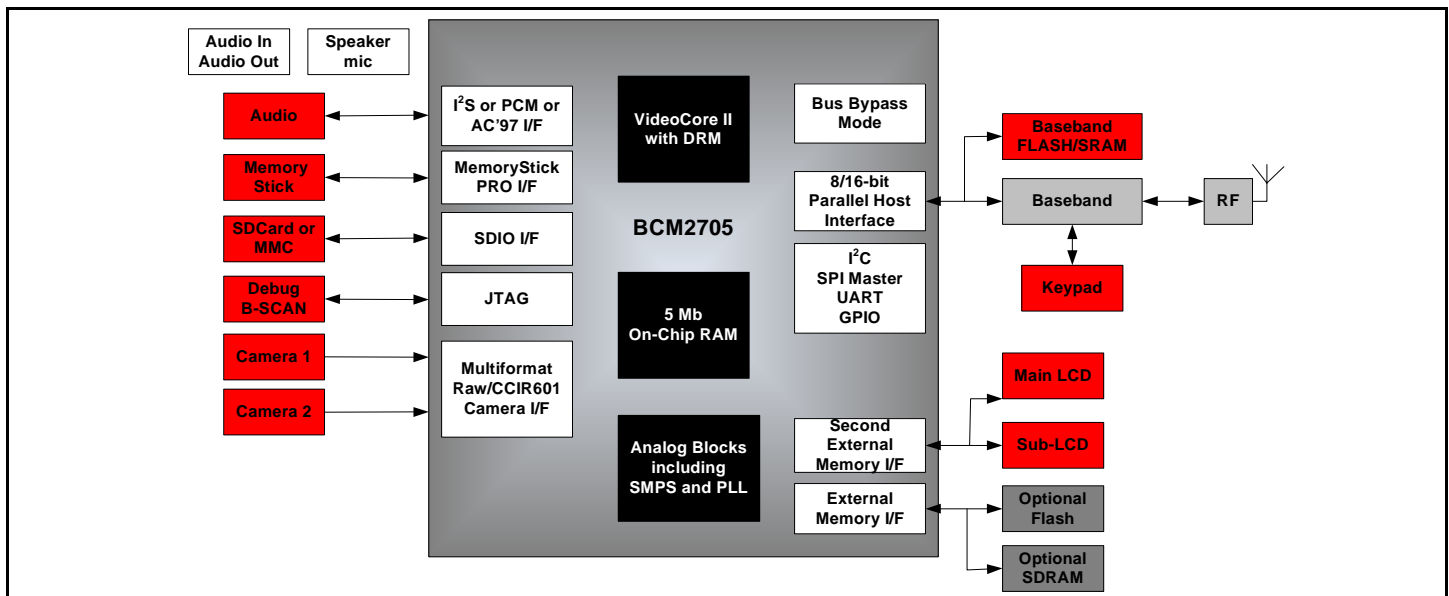 Audio In
Audio Out
Speaker
mic
Audio
Memory
Stick
SDCard or
MMC
Debug
B-SCAN
Camera 1
Camera 2
I²S or PCM or
AC'97 I/F
MemoryStick
PRO I/F
SDIO I/F
JTAG
Multiformat
Raw/CCIR601
Camera I/F
VideoCore II
with DRM
BCM2705
5 Mb
On-Chip RAM
Analog Blocks
including
SMPS and PLL
Bus Bypass
Mode
8/16-bit
Parallel Host
Interface
I²C
SPI Master
UART
GPIO
Second
External
Memory I/F
External
Memory I/F
Baseband
FLASH/SRAM
Baseband
RF
Keypad
Main LCD
Sub-LCD
Optional
Flash
Optional
SDRAM